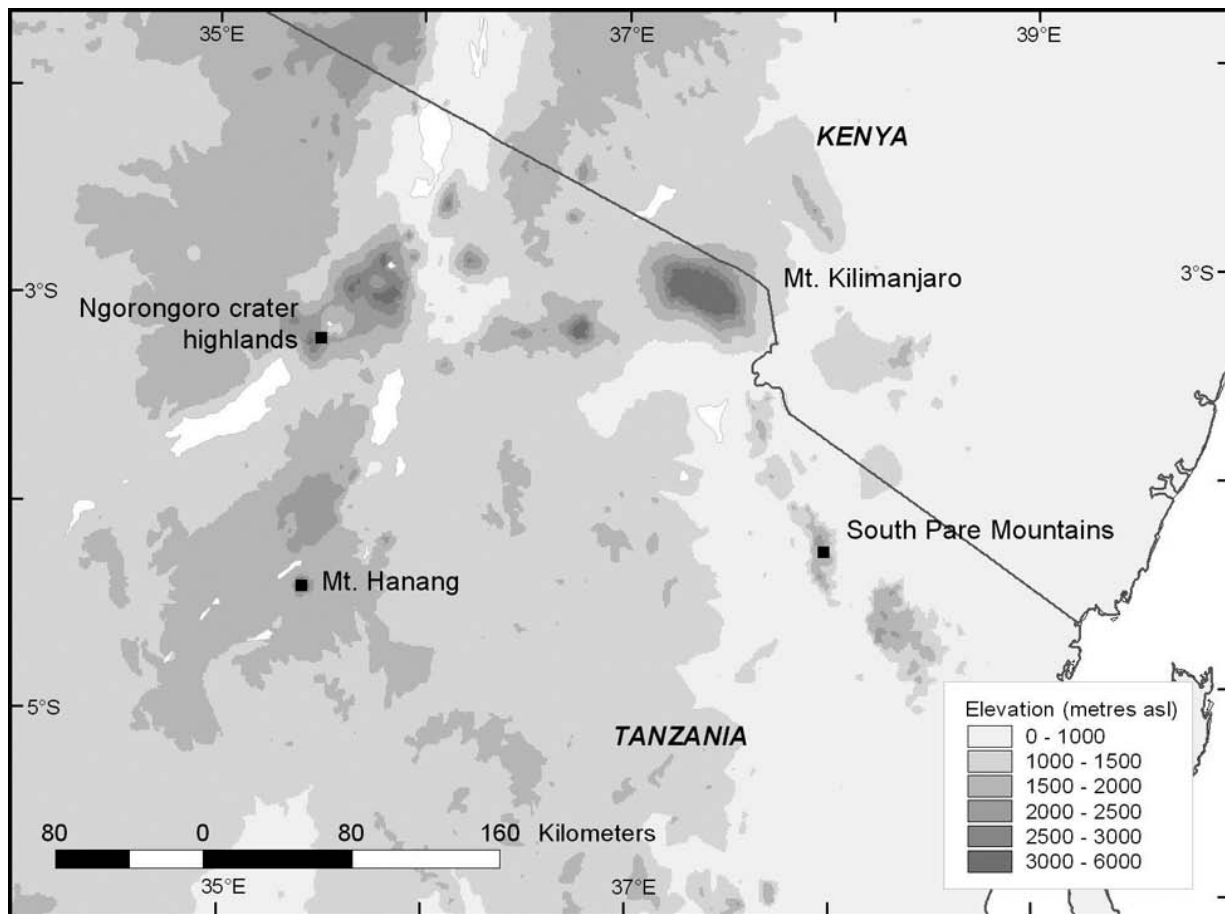 35°E
37°E
39°E
KENYA
3°S
Mt. Kilimanjaro
3°S
Ngorongoro crater
highlands
South Pare Mountains
Mt. Hanang
5°S
TANZANIA
Elevation (metres asl)
0 - 1000
1000 - 1500
1500 - 2000
2000 - 2500
2500 - 3000
3000 - 6000
80 0 80 160 Kilometers
35°E
37°E